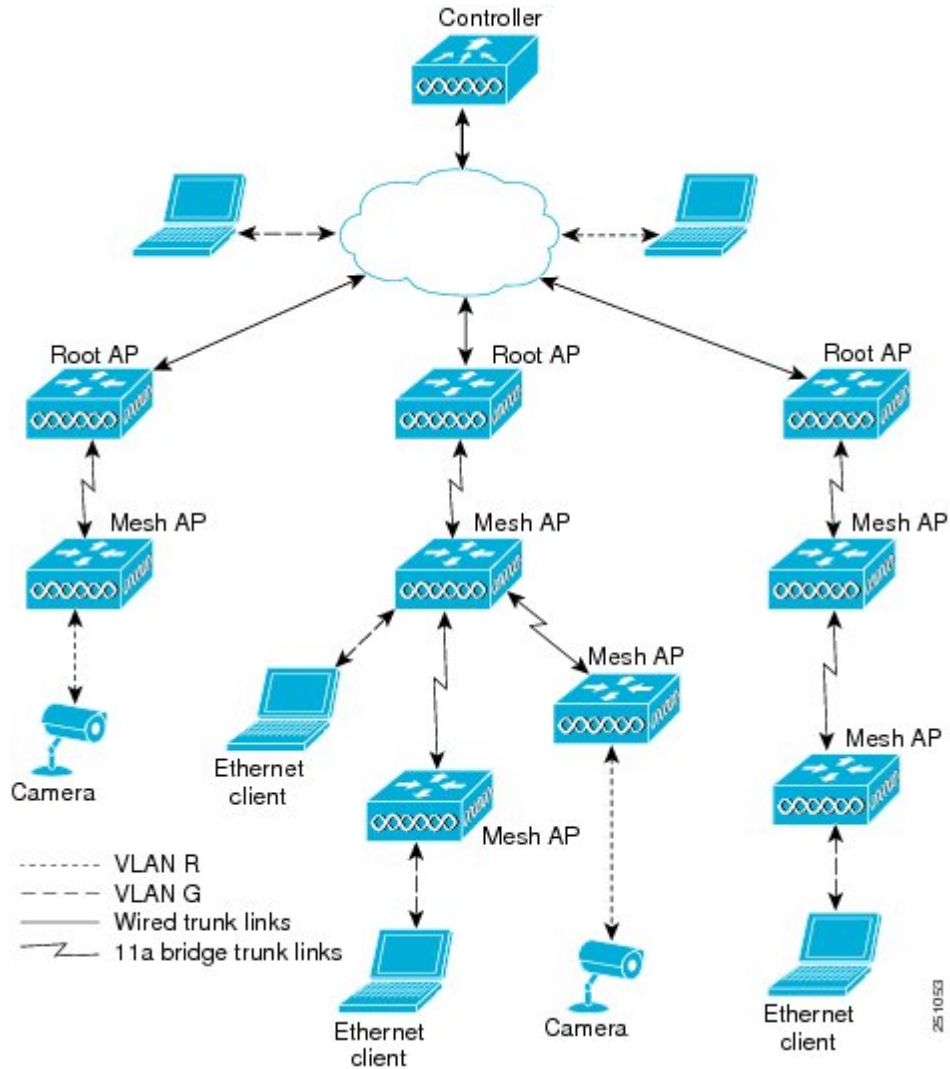 Controller
Root AP
Root AP
Root AP
Mesh AP
Mesh AP
Mesh AP
Mesh AP
Mesh AP
Camera
Ethernet
client
Mesh AP
VLAN R
VLAN G
Wired trunk links
11a bridge trunk links
Ethernet
client
Camera
Ethernet
client
251053